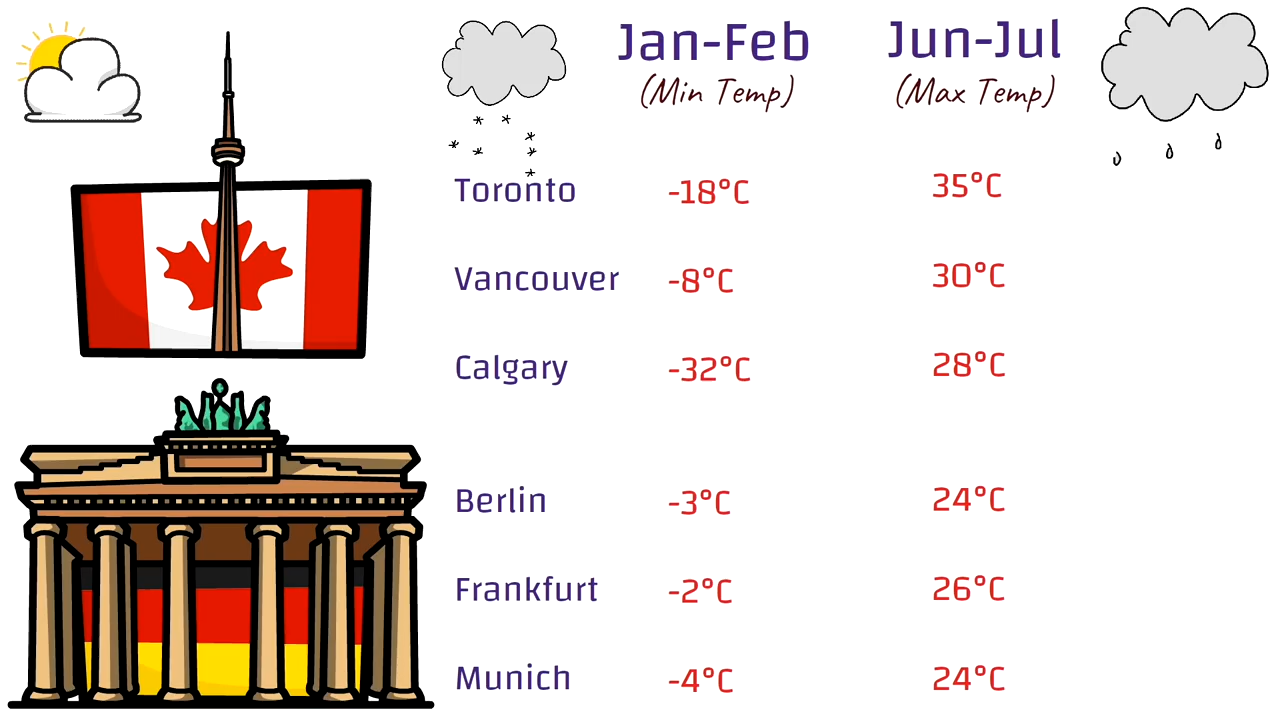 Jan-Feb Jun-Jul
(Min Temp) (Max Temp)
Toronto -18°C 35°C
Vancouver -8°C 30°C
Calgary -32°C 28°C
Berlin -3°C 24°C
Frankfurt -2°C 26°C
Munich -4°C 24°C